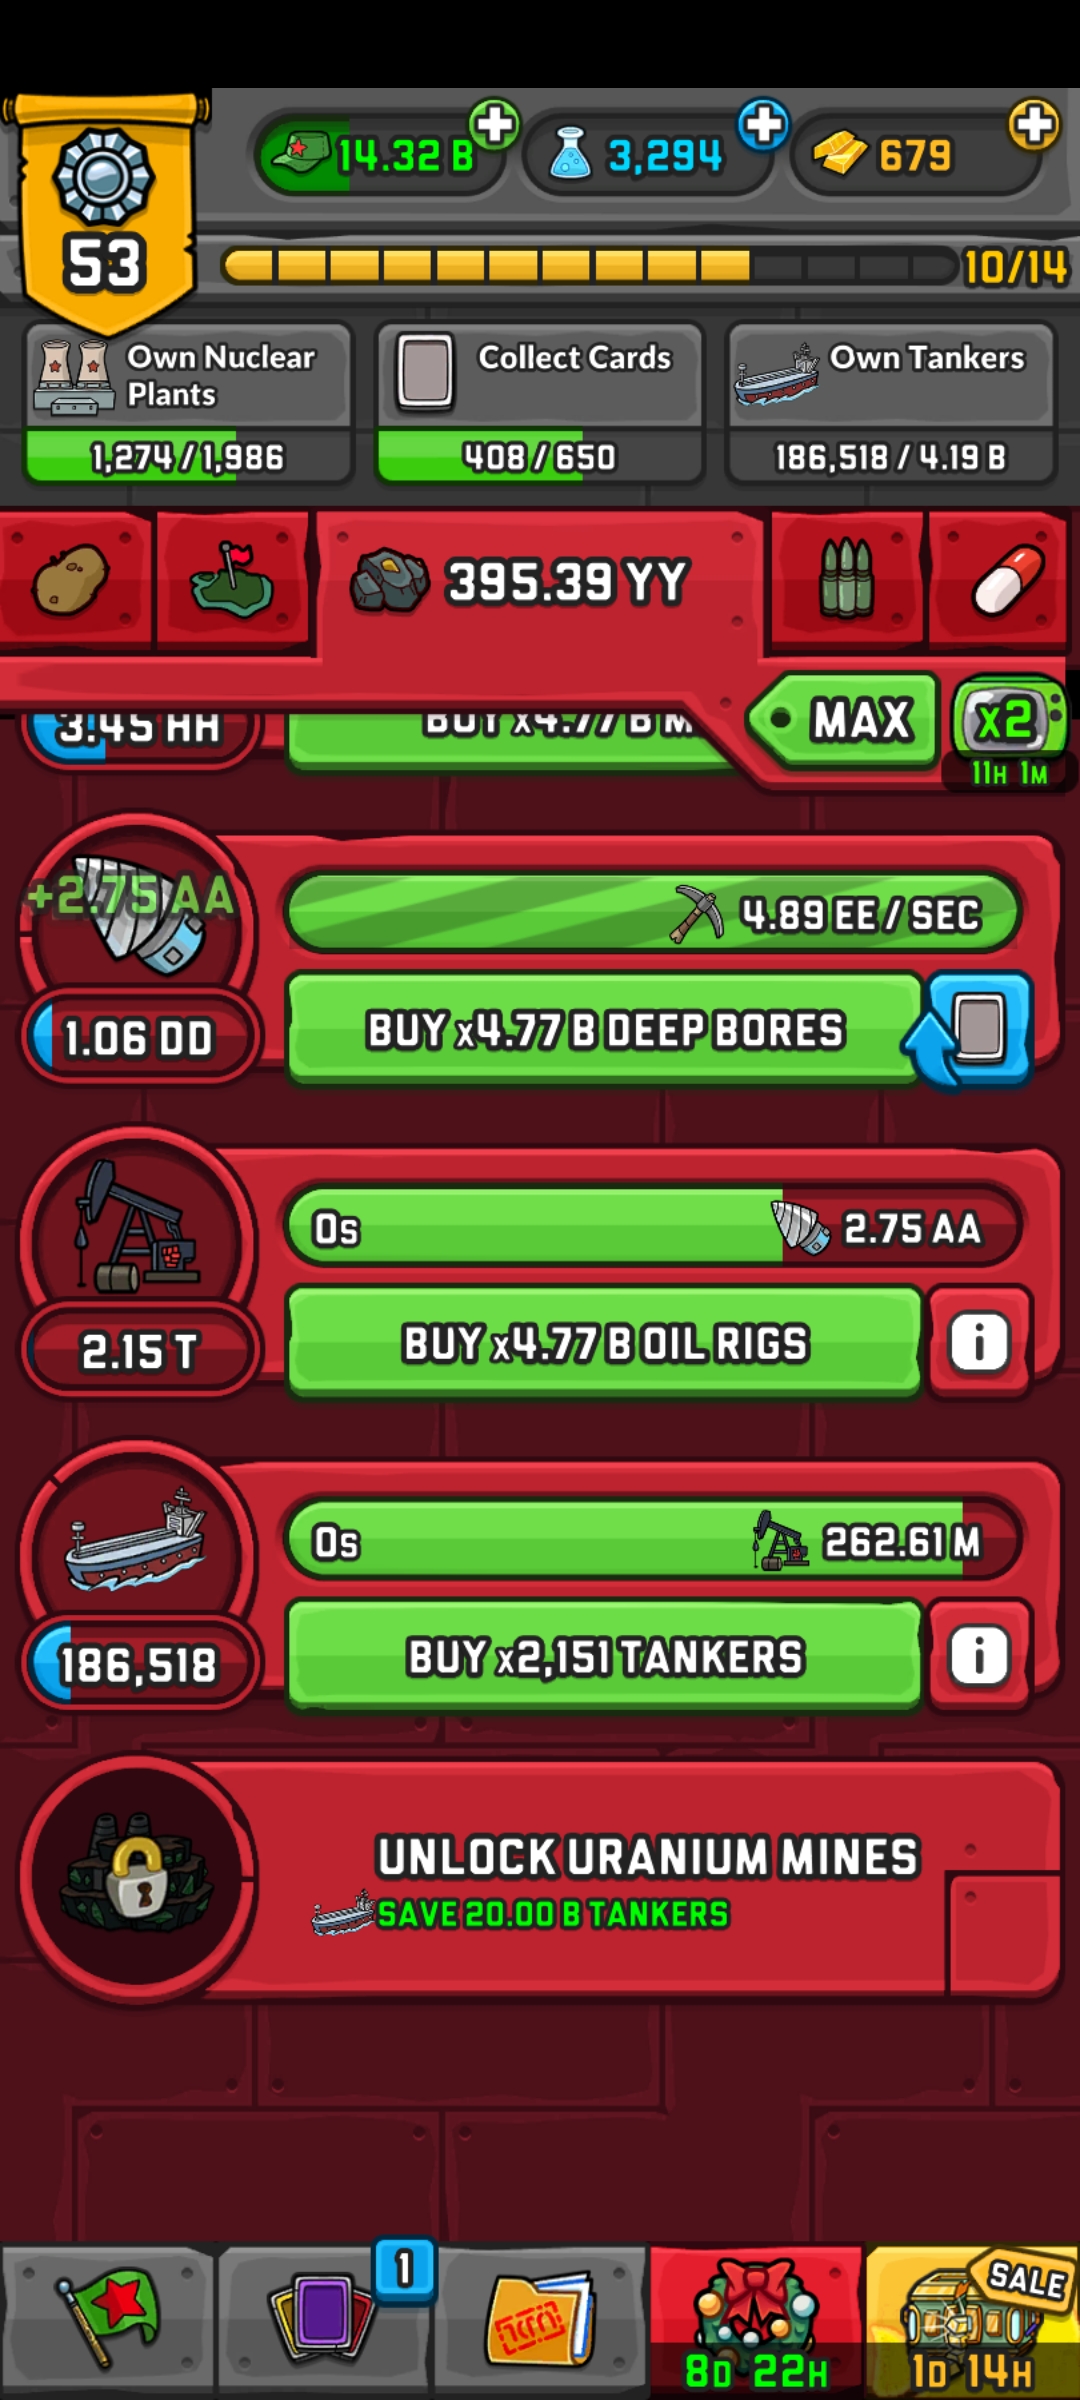 14.32 B
3,294
679
53
10/14
Own Nuclear
Plants
1,274 / 1,986
Collect Cards
408 / 650
Own Tankers
186,518 / 4.19 B
395.39 YY
3.45 HH
BUY x4.77 B M
MAX
x2
11H 1M
+2.75 AA
4.89 EE / SEC
1.06 DD
BUY x4.77 B DEEP BORES
0s
2.75 AA
2.15 T
BUY x4.77 B OIL RIGS
i
0s
262.61 M
186,518
BUY x2,151 TANKERS
i
UNLOCK URANIUM MINES
SAVE 20.00 B TANKERS
1
8D 22H
SALE
1D 14H